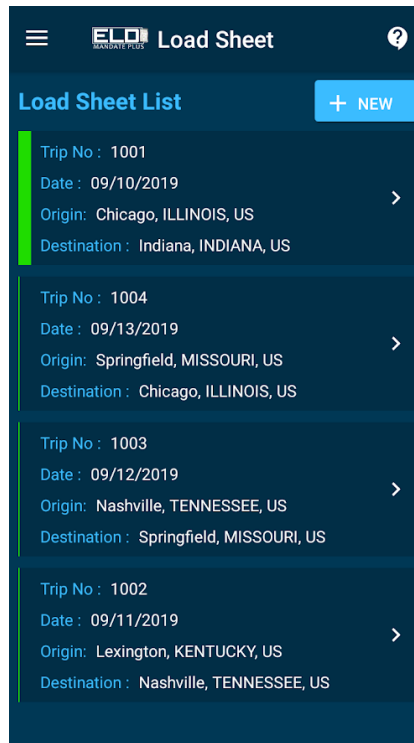 ELD
MANDATE PLUS
Load Sheet
Load Sheet List
+ NEW
Trip No : 1001
Date : 09/10/2019
Origin: Chicago, ILLINOIS, US
Destination : Indiana, INDIANA, US
Trip No : 1004
Date : 09/13/2019
Origin: Springfield, MISSOURI, US
Destination : Chicago, ILLINOIS, US
Trip No : 1003
Date : 09/12/2019
Origin: Nashville, TENNESSEE, US
Destination : Springfield, MISSOURI, US
Trip No : 1002
Date : 09/11/2019
Origin: Lexington, KENTUCKY, US
Destination : Nashville, TENNESSEE, US